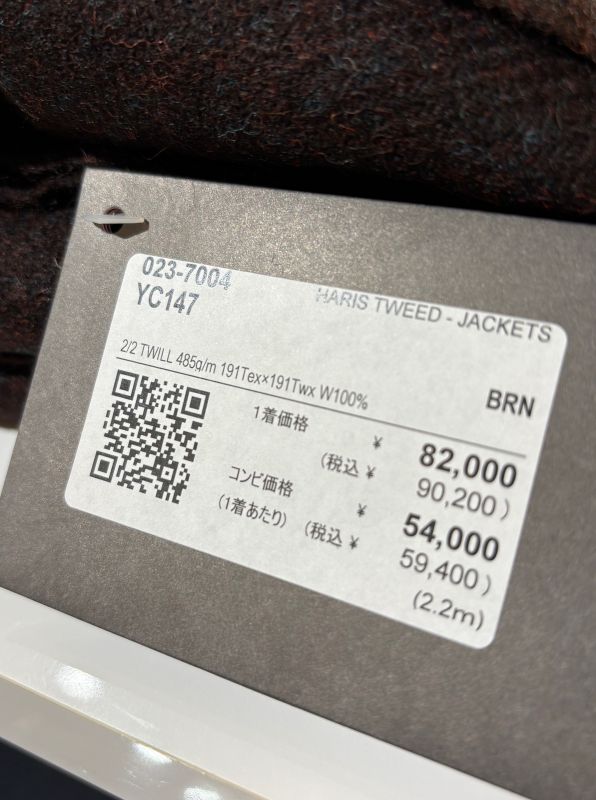 023-7004
YC147
HARIS TWEED - JACKETS
2/2 TWILL 485g/m 191Tex×191Twx W100%
BRN
1着価格 ¥ 82,000
(税込 ¥ 90,200)
コンビ価格 ¥ 54,000
(1着あたり) (税込 ¥ 59,400)
(2.2m)